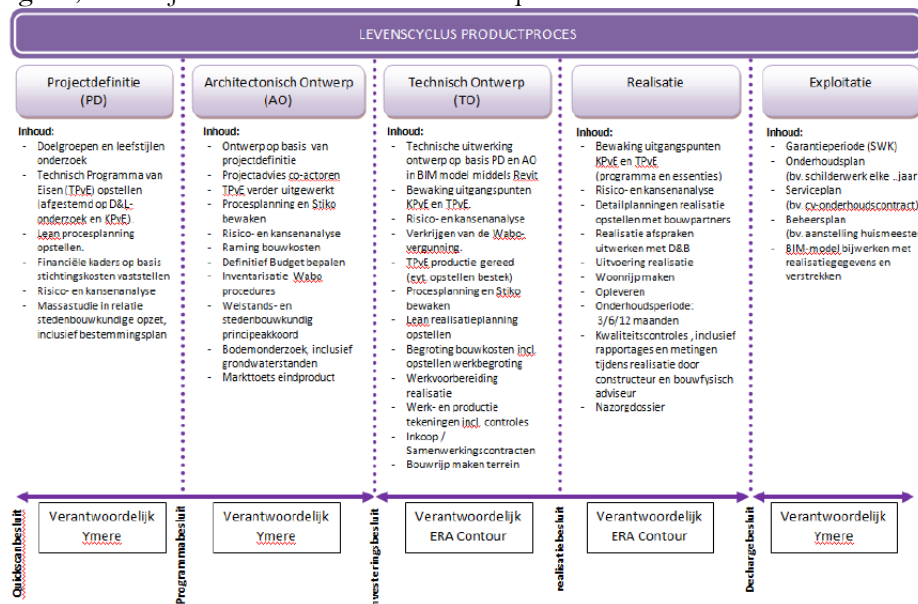 LEVENSCYCLUS PRODUCTPROCES
Projectdefinitie
(PD)
Inhoud:
- Doelgroepen en leefstijlen
onderzoek
- Technisch Programma van
Eisen (TPvE) opstellen
(afgestemd op D&L-
onderzoek en KPvE).
- Lean procesplanning
opstellen.
- Financiële kaders op basis
stichtingskosten vaststellen
- Risico- en kansenanalyse
- Massastudie in relatie
stedenbouwkundige opzet,
inclusief bestemmingsplan
Architectonisch Ontwerp
(AO)
Inhoud:
- Ontwerp op basis van
projectdefinitie
- Projectadvies co-actoren
- TPvE verder uitgewerkt
- Procesplanning en Stiko
bewaken
- Risico- en kansenanalyse
- Raming bouwkosten
- Definitief Budget bepalen
- Inventarisatie Wabo
procedures
- Welstands- en
stedenbouwkundig
principeakkoord
- Bodemonderzoek, inclusief
grondwaterstanden
- Markttoets eindproduct
Technisch Ontwerp
(TO)
Inhoud:
- Technische uitwerking
ontwerp op basis PD en AO
in BIM model middels Revit
- Bewaking uitgangspunten
KPvE en TPvE.
- Risico- en kansenanalyse
- Verkrijgen van de Wabo-
vergunning.
- TPvE productie gereed
(evt. opstellen bestek)
- Procesplanning en Stiko
bewaken
- Lean realisatieplanning
opstellen
- Begroting bouwkosten incl.
opstellen werkbegroting
- Werkvoorbereiding
realisatie
- Werk- en productie
tekeningen incl. controles
- Inkoop /
Samenwerkingscontracten
- Bouwrijp maken terrein
Realisatie
Inhoud:
- Bewaking uitgangspunten
KPvE en TPvE
(programma en essenties)
- Risico- en kansenanalyse
- Detailplanningen realisatie
opstellen met bouwpartners
- Realisatie afspraken
uitwerken met D&B
- Uitvoering realisatie
- Woonrijp maken
- Opleveren
- Onderhoudsperiode:
3/6/12 maanden
- Kwaliteitscontroles , inclusief
rapportages en metingen
tijdens realisatie door
constructeur en bouwfysisch
adviseur
- Nazorgdossier
Exploitatie
Inhoud:
- Garantieperiode (SWK)
- Onderhoudsplan
(bv. schilderwerk elke ..jaar
- Serviceplan
(bv. cv-onderhoudscontract)
- Beheersplan
(bv. aanstelling huismeeste
- BIM-model bijwerken met
realisatiegegevens en
verstrekken
Quickscanbesluit
Verantwoordelijk
Ymere
Programmabesluit
Verantwoordelijk
Ymere
nvesteringsbesluit
Verantwoordelijk
ERA Contour
realisatiebesluit
Verantwoordelijk
ERA Contour
Dechargebesluit
Verantwoordelijk
Ymere